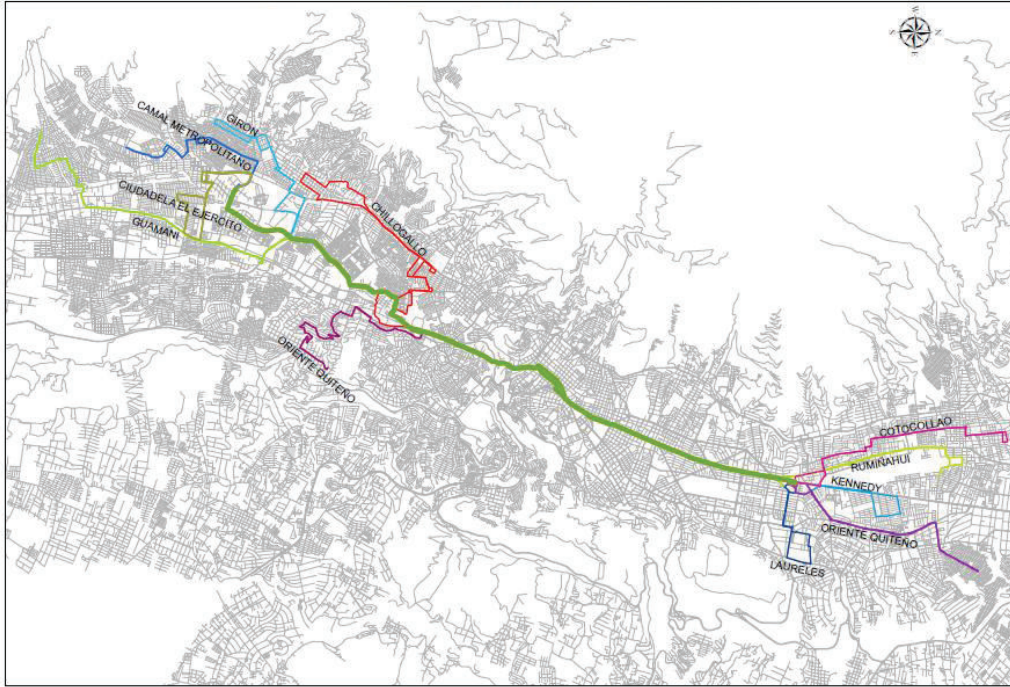 CAMAL METROPOLITANO
GIRON
CHILLOGALLO
CIUDADELA EL EJERCITO
GUAMANI
ORIENTE QUITEÑO
COTOCOLLAO
RUMIÑAHUI
KENNEDY
ORIENTE QUITEÑO
LAURELES